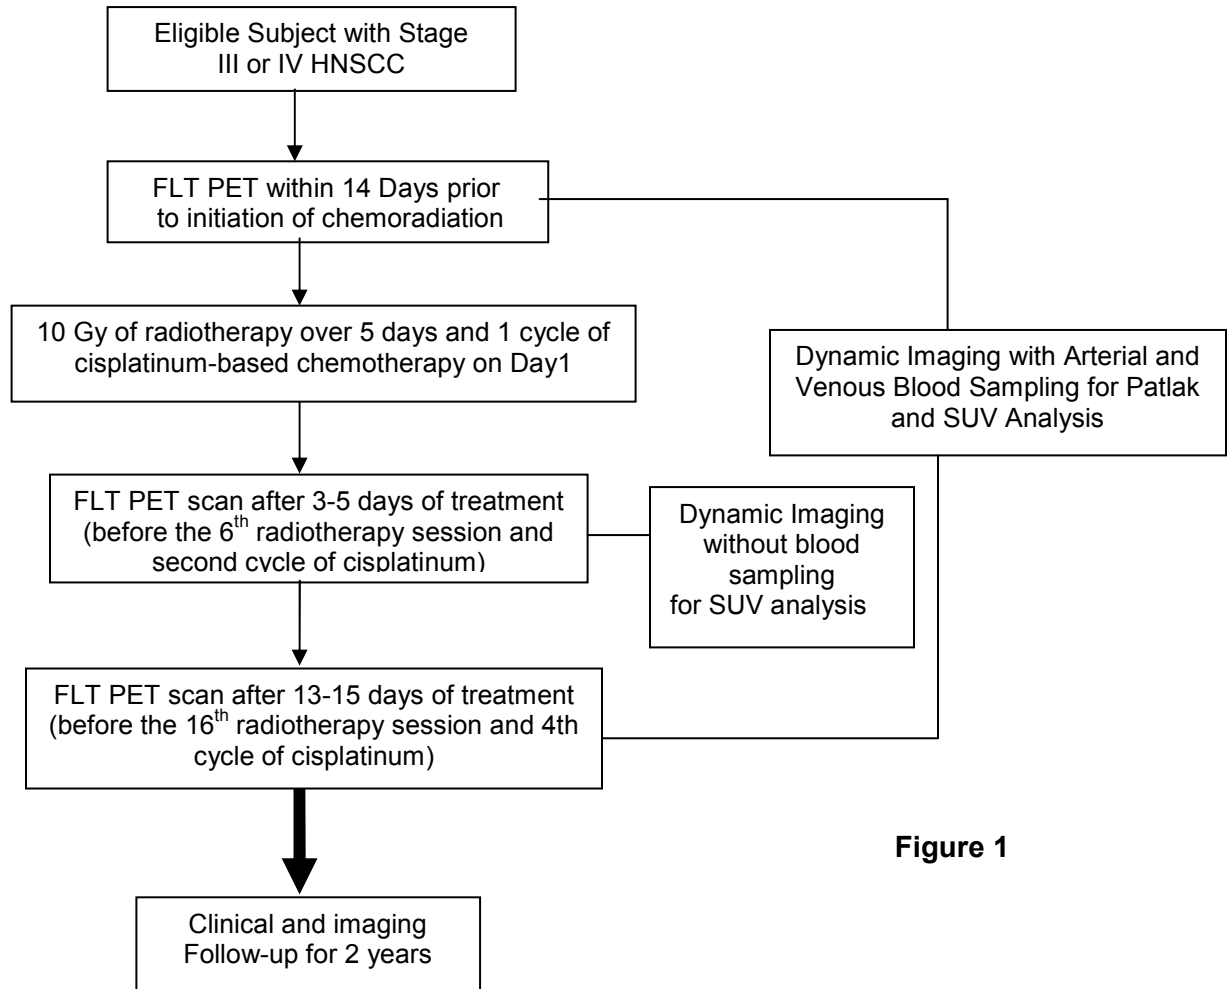 Eligible Subject with Stage
III or IV HNSCC
FLT PET within 14 Days prior
to initiation of chemoradiation
10 Gy of radiotherapy over 5 days and 1 cycle of
cisplatinum-based chemotherapy on Day1
Dynamic Imaging with Arterial and
Venous Blood Sampling for Patlak
and SUV Analysis
FLT PET scan after 3-5 days of treatment
(before the 6th radiotherapy session and
second cycle of cisplatinum)
Dynamic Imaging
without blood
sampling
for SUV analysis
FLT PET scan after 13-15 days of treatment
(before the 16th radiotherapy session and 4th
cycle of cisplatinum)
Figure 1
Clinical and imaging
Follow-up for 2 years